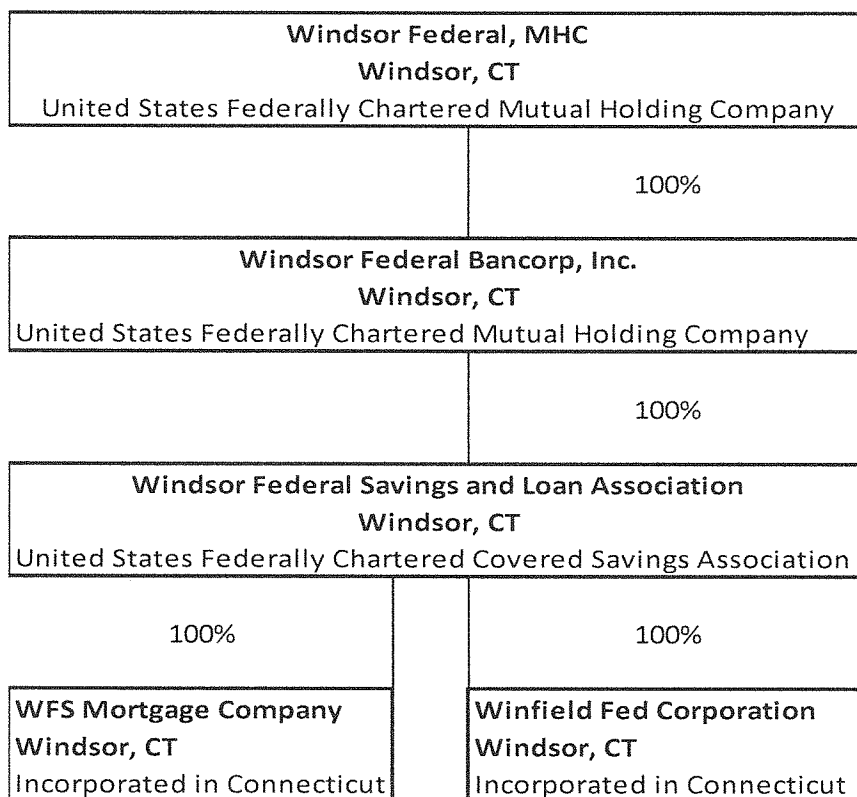 Windsor Federal, MHC
Windsor, CT
United States Federally Chartered Mutual Holding Company
100%
Windsor Federal Bancorp, Inc.
Windsor, CT
United States Federally Chartered Mutual Holding Company
100%
Windsor Federal Savings and Loan Association
Windsor, CT
United States Federally Chartered Covered Savings Association
100%
100%
WFS Mortgage Company
Windsor, CT
Incorporated in Connecticut
Winfield Fed Corporation
Windsor, CT
Incorporated in Connecticut